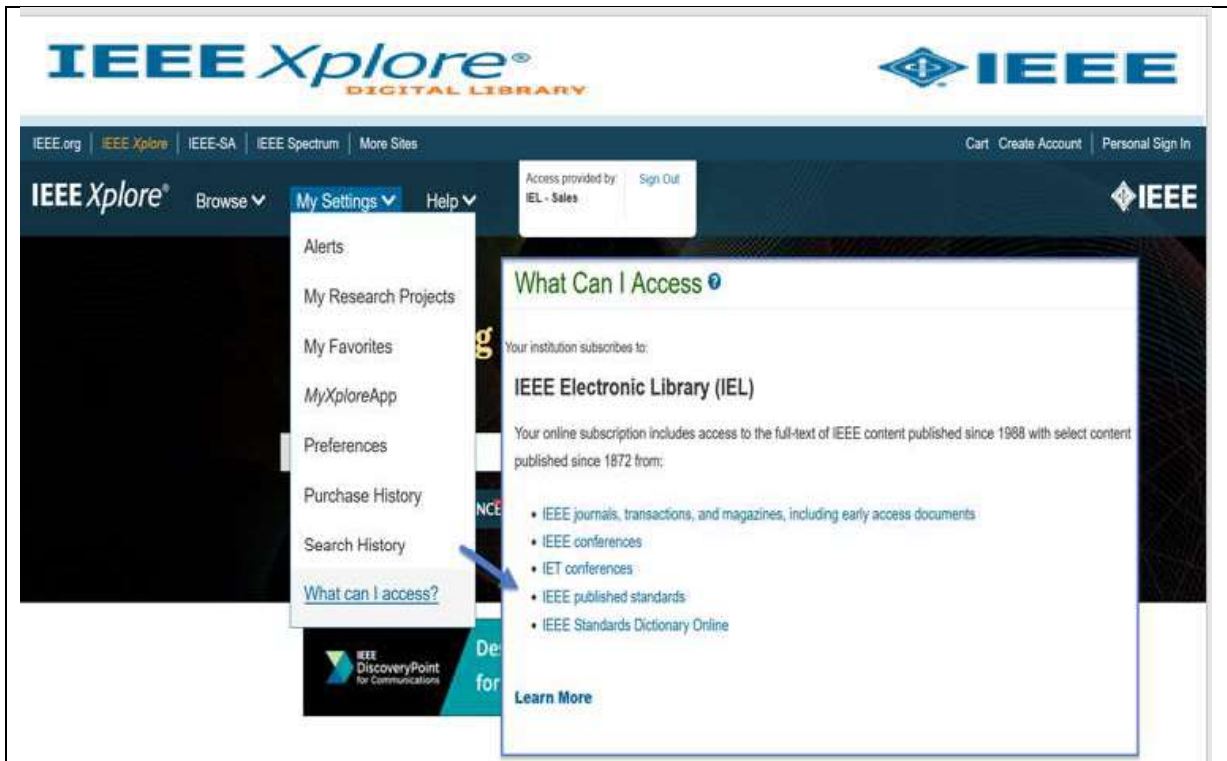 IEEE Xplore®
DIGITAL LIBRARY
IEEE
IEEE.org | IEEE Xplore | IEEE-SA | IEEE Spectrum | More Sites
Cart Create Account | Personal Sign In
IEEE Xplore®
Browse
My Settings
Help
Access provided by:
IEL - Sales
Sign Out
IEEE
Alerts
My Research Projects
My Favorites
MyXploreApp
Preferences
Purchase History
Search History
What can I access?
g
NCE
What Can I Access ?
Your institution subscribes to:
IEEE Electronic Library (IEL)
Your online subscription includes access to the full-text of IEEE content published since 1988 with select content
published since 1872 from:
• IEEE journals, transactions, and magazines, including early access documents
• IEEE conferences
• IET conferences
• IEEE published standards
• IEEE Standards Dictionary Online
Learn More
IEEE
DiscoveryPoint
for Communications
De
for